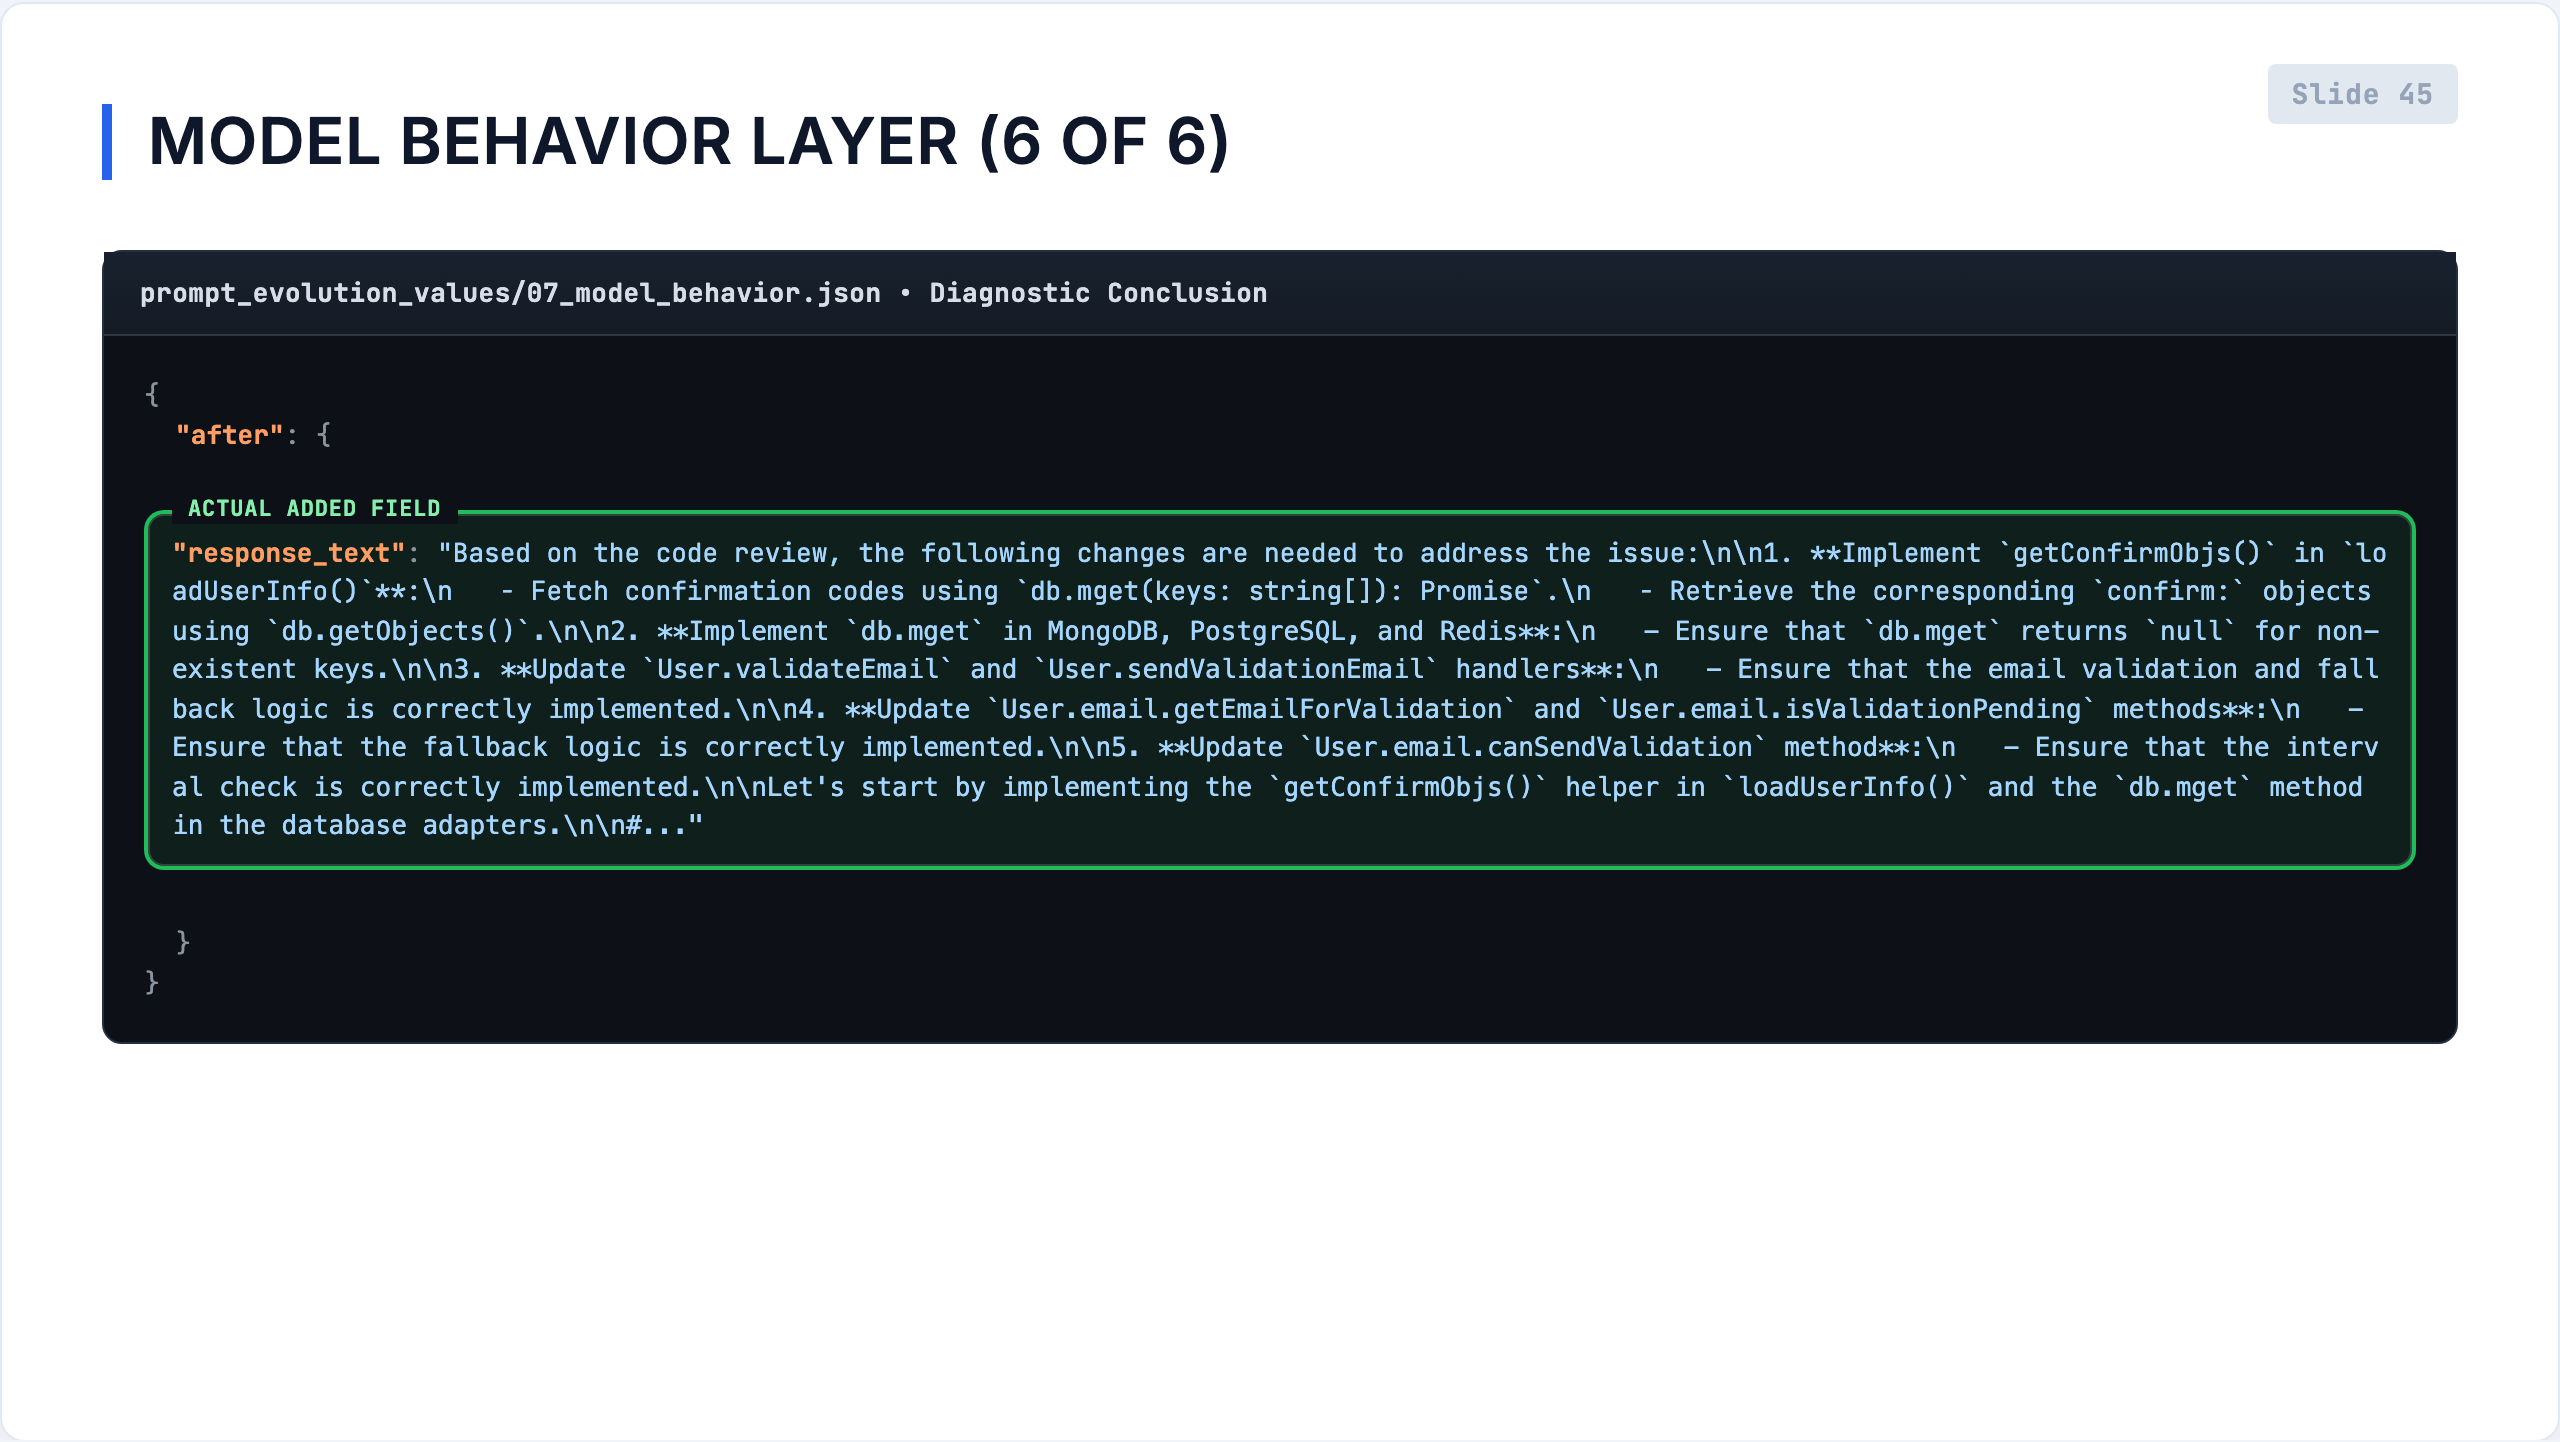 Slide 45
MODEL BEHAVIOR LAYER (6 OF 6)
prompt_evolution_values/07_model_behavior.json • Diagnostic Conclusion
{
"after": {
ACTUAL ADDED FIELD
"response_text": "Based on the code review, the following changes are needed to address the issue:\n\n1. **Implement `getConfirmObjs()` in `lo
adUserInfo()`**:\n   - Fetch confirmation codes using `db.mget(keys: string[]): Promise`.\n   - Retrieve the corresponding `confirm:` objects
using `db.getObjects()`.\n\n2. **Implement `db.mget` in MongoDB, PostgreSQL, and Redis**:\n   – Ensure that `db.mget` returns `null` for non–
existent keys.\n\n3. **Update `User.validateEmail` and `User.sendValidationEmail` handlers**:\n   – Ensure that the email validation and fall
back logic is correctly implemented.\n\n4. **Update `User.email.getEmailForValidation` and `User.email.isValidationPending` methods**:\n   –
Ensure that the fallback logic is correctly implemented.\n\n5. **Update `User.email.canSendValidation` method**:\n   – Ensure that the interv
al check is correctly implemented.\n\nLet's start by implementing the `getConfirmObjs()` helper in `loadUserInfo()` and the `db.mget` method
in the database adapters.\n\n#..."
}
}